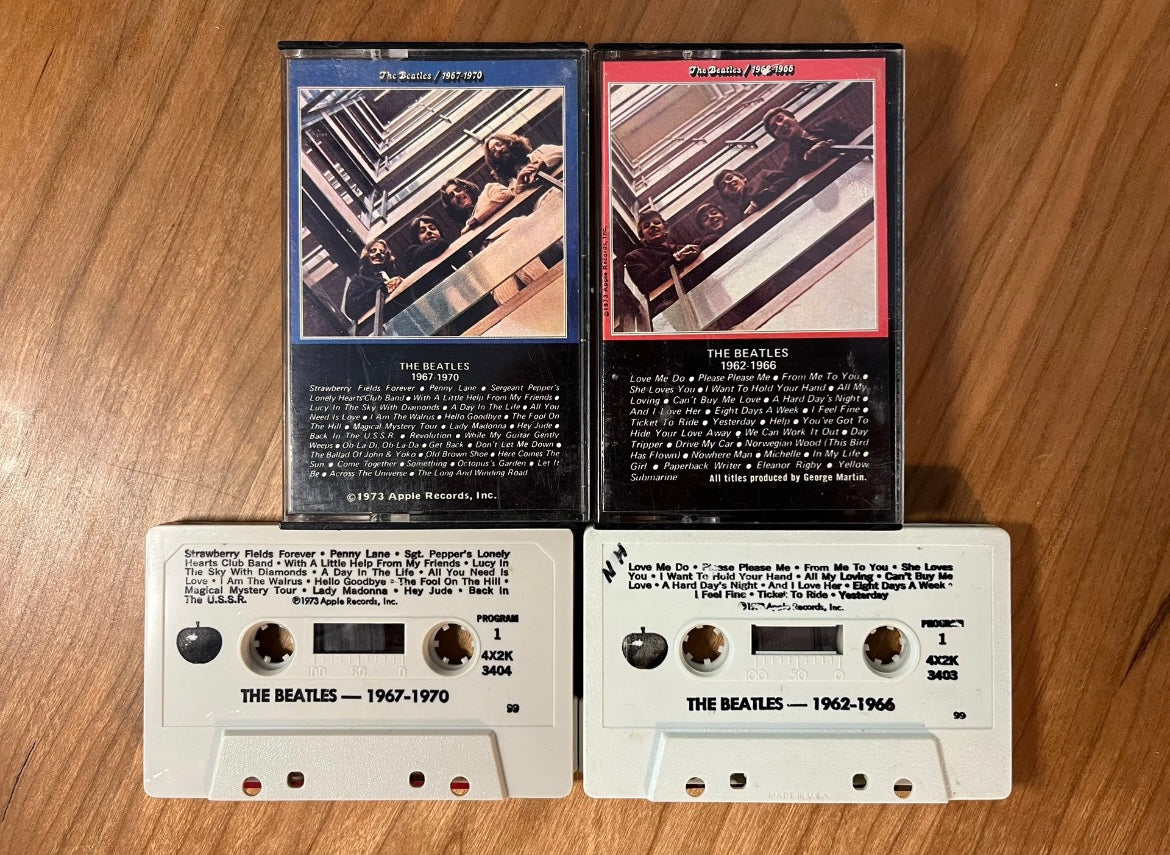 The Beatles / 1967-1970
THE BEATLES
1967-1970
Strawberry Fields Forever • Penny Lane • Sergeant Pepper's
Lonely Hearts Club Band • With A Little Help From My Friends •
Lucy In The Sky With Diamonds • A Day In The Life • All You
Need Is Love • I Am The Walrus • Hello Goodbye • The Fool On
The Hill • Magical Mystery Tour • Lady Madonna • Hey Jude •
Back In The U.S.S.R. • Revolution • While My Guitar Gently
Weeps • Ob-La-Di, Ob-La-Da • Get Back • Don't Let Me Down •
The Ballad Of John & Yoko • Old Brown Shoe • Here Comes The
Sun • Come Together • Something • Octopus's Garden • Let It
Be • Across The Universe • The Long And Winding Road
©1973 Apple Records, Inc.
The Beatles / 1962-1966
©1973 Apple Records, Inc.
THE BEATLES
1962-1966
Love Me Do • Please Please Me • From Me To You •
She Loves You • I Want To Hold Your Hand • All My
Loving • Can't Buy Me Love • A Hard Day's Night •
And I Love Her • Eight Days A Week • I Feel Fine •
Ticket To Ride • Yesterday • Help • You've Got To
Hide Your Love Away • We Can Work It Out • Day
Tripper • Drive My Car • Norwegian Wood (This Bird
Has Flown) • Nowhere Man • Michelle • In My Life •
Girl • Paperback Writer • Eleanor Rigby • Yellow
Submarine All titles produced by George Martin.
Strawberry Fields Forever • Penny Lane • Sgt. Pepper's Lonely
Hearts Club Band • With A Little Help From My Friends • Lucy In
The Sky With Diamonds • A Day In The Life • All You Need Is
Love • I Am The Walrus • Hello Goodbye • The Fool On The Hill •
Magical Mystery Tour • Lady Madonna • Hey Jude • Back In
The U.S.S.R. ℗1973 Apple Records, Inc.
PROGRAM
1
4X2K
3404
100 50 0
THE BEATLES — 1967-1970
99
NH
Love Me Do • Please Please Me • From Me To You • She Loves
You • I Want To Hold Your Hand • All My Loving • Can't Buy Me
Love • A Hard Day's Night • And I Love Her • Eight Days A Week •
I Feel Fine • Ticket To Ride • Yesterday
℗1973 Apple Records, Inc.
PROGRAM
1
4X2K
3403
100 50 0
THE BEATLES — 1962-1966
99
MADE IN U.S.A.